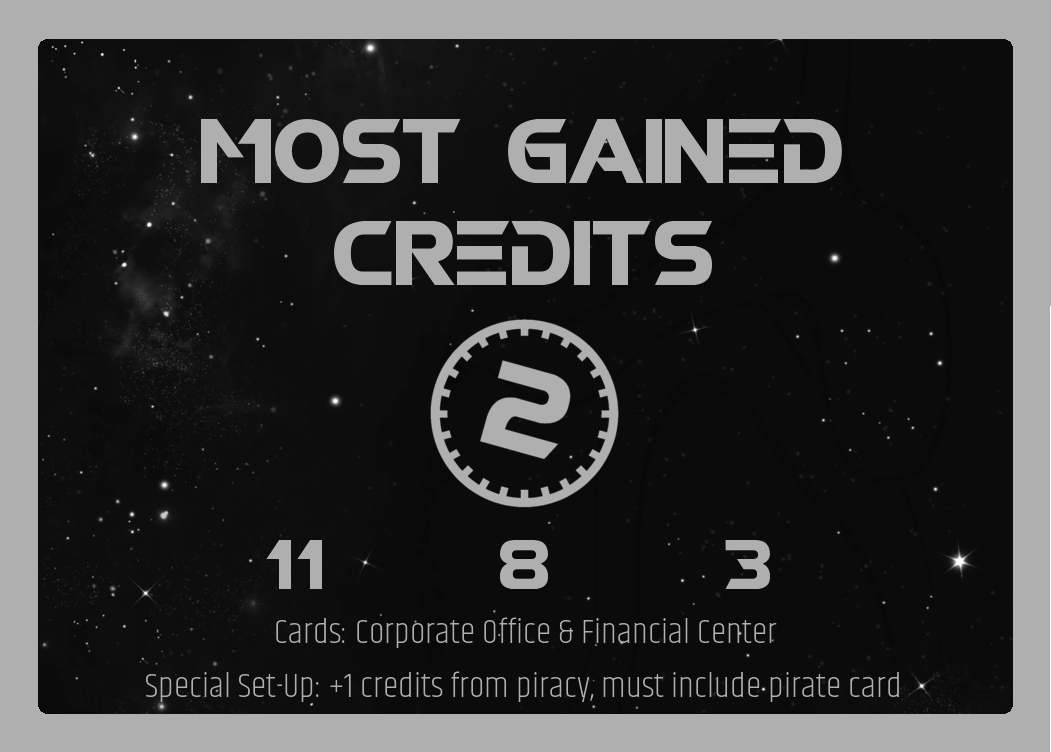 MOST GAINED
CREDITS
2
11 8 3
Cards: Corporate Office & Financial Center
Special Set-Up: +1 credits from piracy, must include pirate card